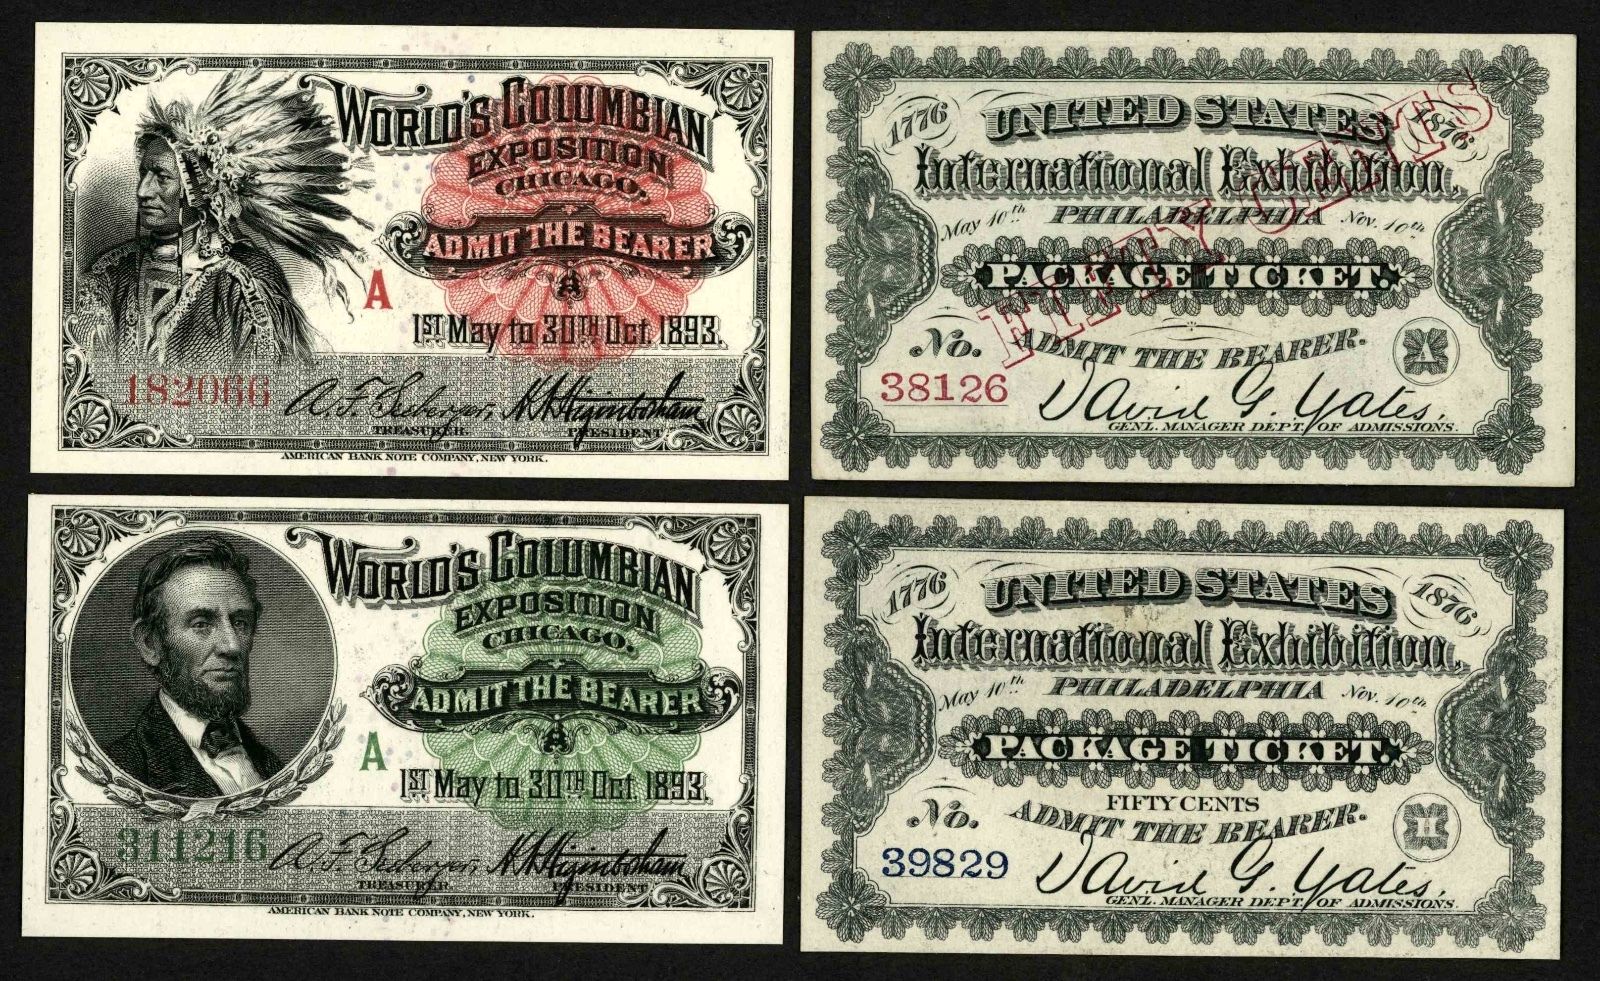 WORLD'S COLUMBIAN
EXPOSITION
CHICAGO.
ADMIT THE BEARER
A
1ST May to 30TH Oct. 1893.
182066
A. F. Seeberger,
TREASURER.
H. N. Higinbotham
PRESIDENT
AMERICAN BANK NOTE COMPANY, NEW YORK.
1776
UNITED STATES
1876
International Exhibition,
May 10th PHILADELPHIA Nov. 10th
PACKAGE TICKET.
FIFTY CENTS
No. ADMIT THE BEARER.
A
38126
David G. Yates,
GENL. MANAGER DEPT. OF ADMISSIONS.
WORLD'S COLUMBIAN
EXPOSITION
CHICAGO.
ADMIT THE BEARER
A
1ST May to 30TH Oct. 1893.
311216
A. F. Seeberger,
TREASURER
H. N. Higinbotham
PRESIDENT
AMERICAN BANK NOTE COMPANY, NEW YORK.
1776
UNITED STATES
1876
International Exhibition,
May 10th PHILADELPHIA Nov. 10th
PACKAGE TICKET.
FIFTY CENTS
No. ADMIT THE BEARER.
H
39829
David G. Yates,
GENL. MANAGER DEPT. OF ADMISSIONS.